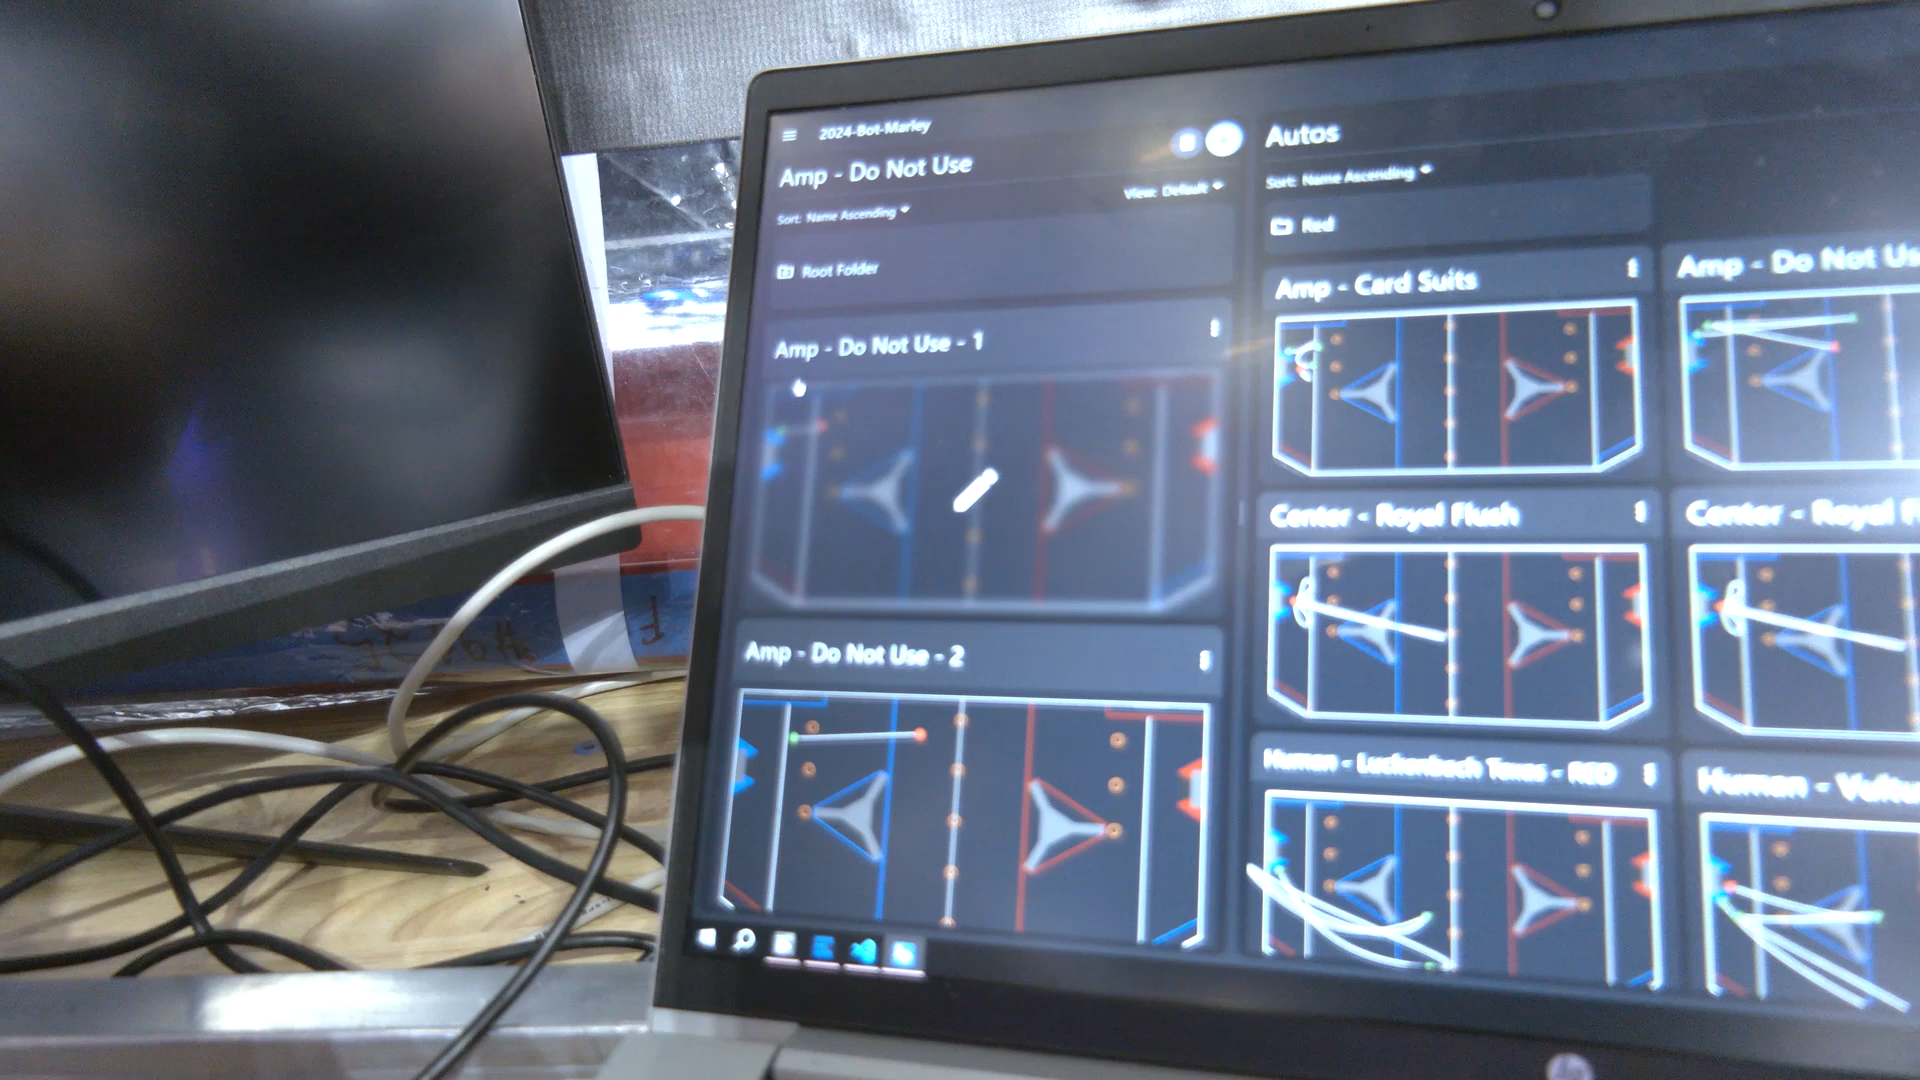 2024-Bot-Marley
Amp - Do Not Use
View: Default
Sort: Name Ascending
Root Folder
Amp - Do Not Use - 1
Amp - Do Not Use - 2
Autos
Sort: Name Ascending
Red
Amp - Card Suits
Amp - Do Not Us
Center - Royal Flush
Center - Royal F
Human - Luckenbach Texas - RED
Human - Vultu
hp